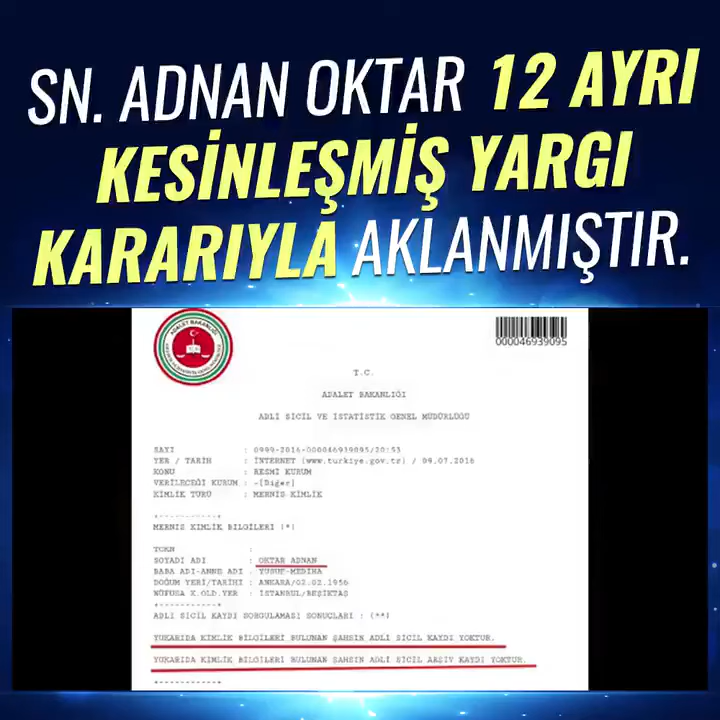 SN. ADNAN OKTAR 12 AYRI
KESİNLEŞMİŞ YARGI
KARARIYLA AKLANMIŞTIR.
ADALET BAKANLIĞI
000046939095
T.C.
ADALET BAKANLIĞI
ADLİ SİCİL VE İSTATİSTİK GENEL MÜDÜRLÜĞÜ
SAYI : 0999-2016-000046939095/20:53
YER / TARİH : İNTERNET (www.turkiye.gov.tr) / 09.07.2016
KONU : RESMİ KURUM
VERİLECEĞİ KURUM : -[Diğer]
KİMLİK TÜRÜ : MERNİS KİMLİK
+-----------+
MERNİS KİMLİK BİLGİLERİ (*)
TCKN :
SOYADI ADI : OKTAR ADNAN
BABA ADI-ANNE ADI : YUSUF-MEDİHA
DOĞUM YERİ/TARİHİ : ANKARA/02.02.1956
NÜFUSA K.OLD.YER : İSTANBUL/BEŞİKTAŞ
+-----------+
ADLİ SİCİL KAYDI SORGULAMASI SONUÇLARI : (**)
YUKARIDA KİMLİK BİLGİLERİ BULUNAN ŞAHSIN ADLİ SİCİL KAYDI YOKTUR.
YUKARIDA KİMLİK BİLGİLERİ BULUNAN ŞAHSIN ADLİ SİCİL ARŞİV KAYDI YOKTUR.
+-----------+